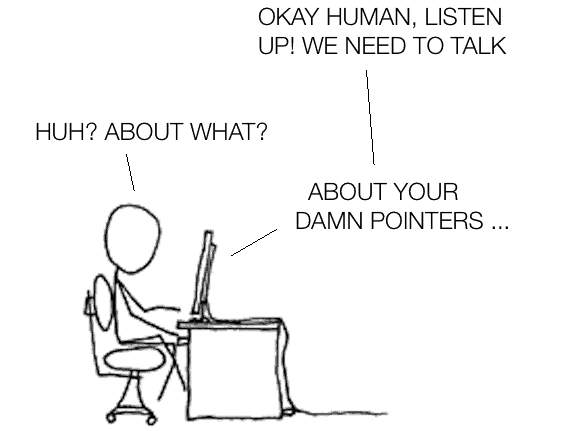 OKAY HUMAN, LISTEN
UP! WE NEED TO TALK
HUH? ABOUT WHAT?
ABOUT YOUR
DAMN POINTERS ...